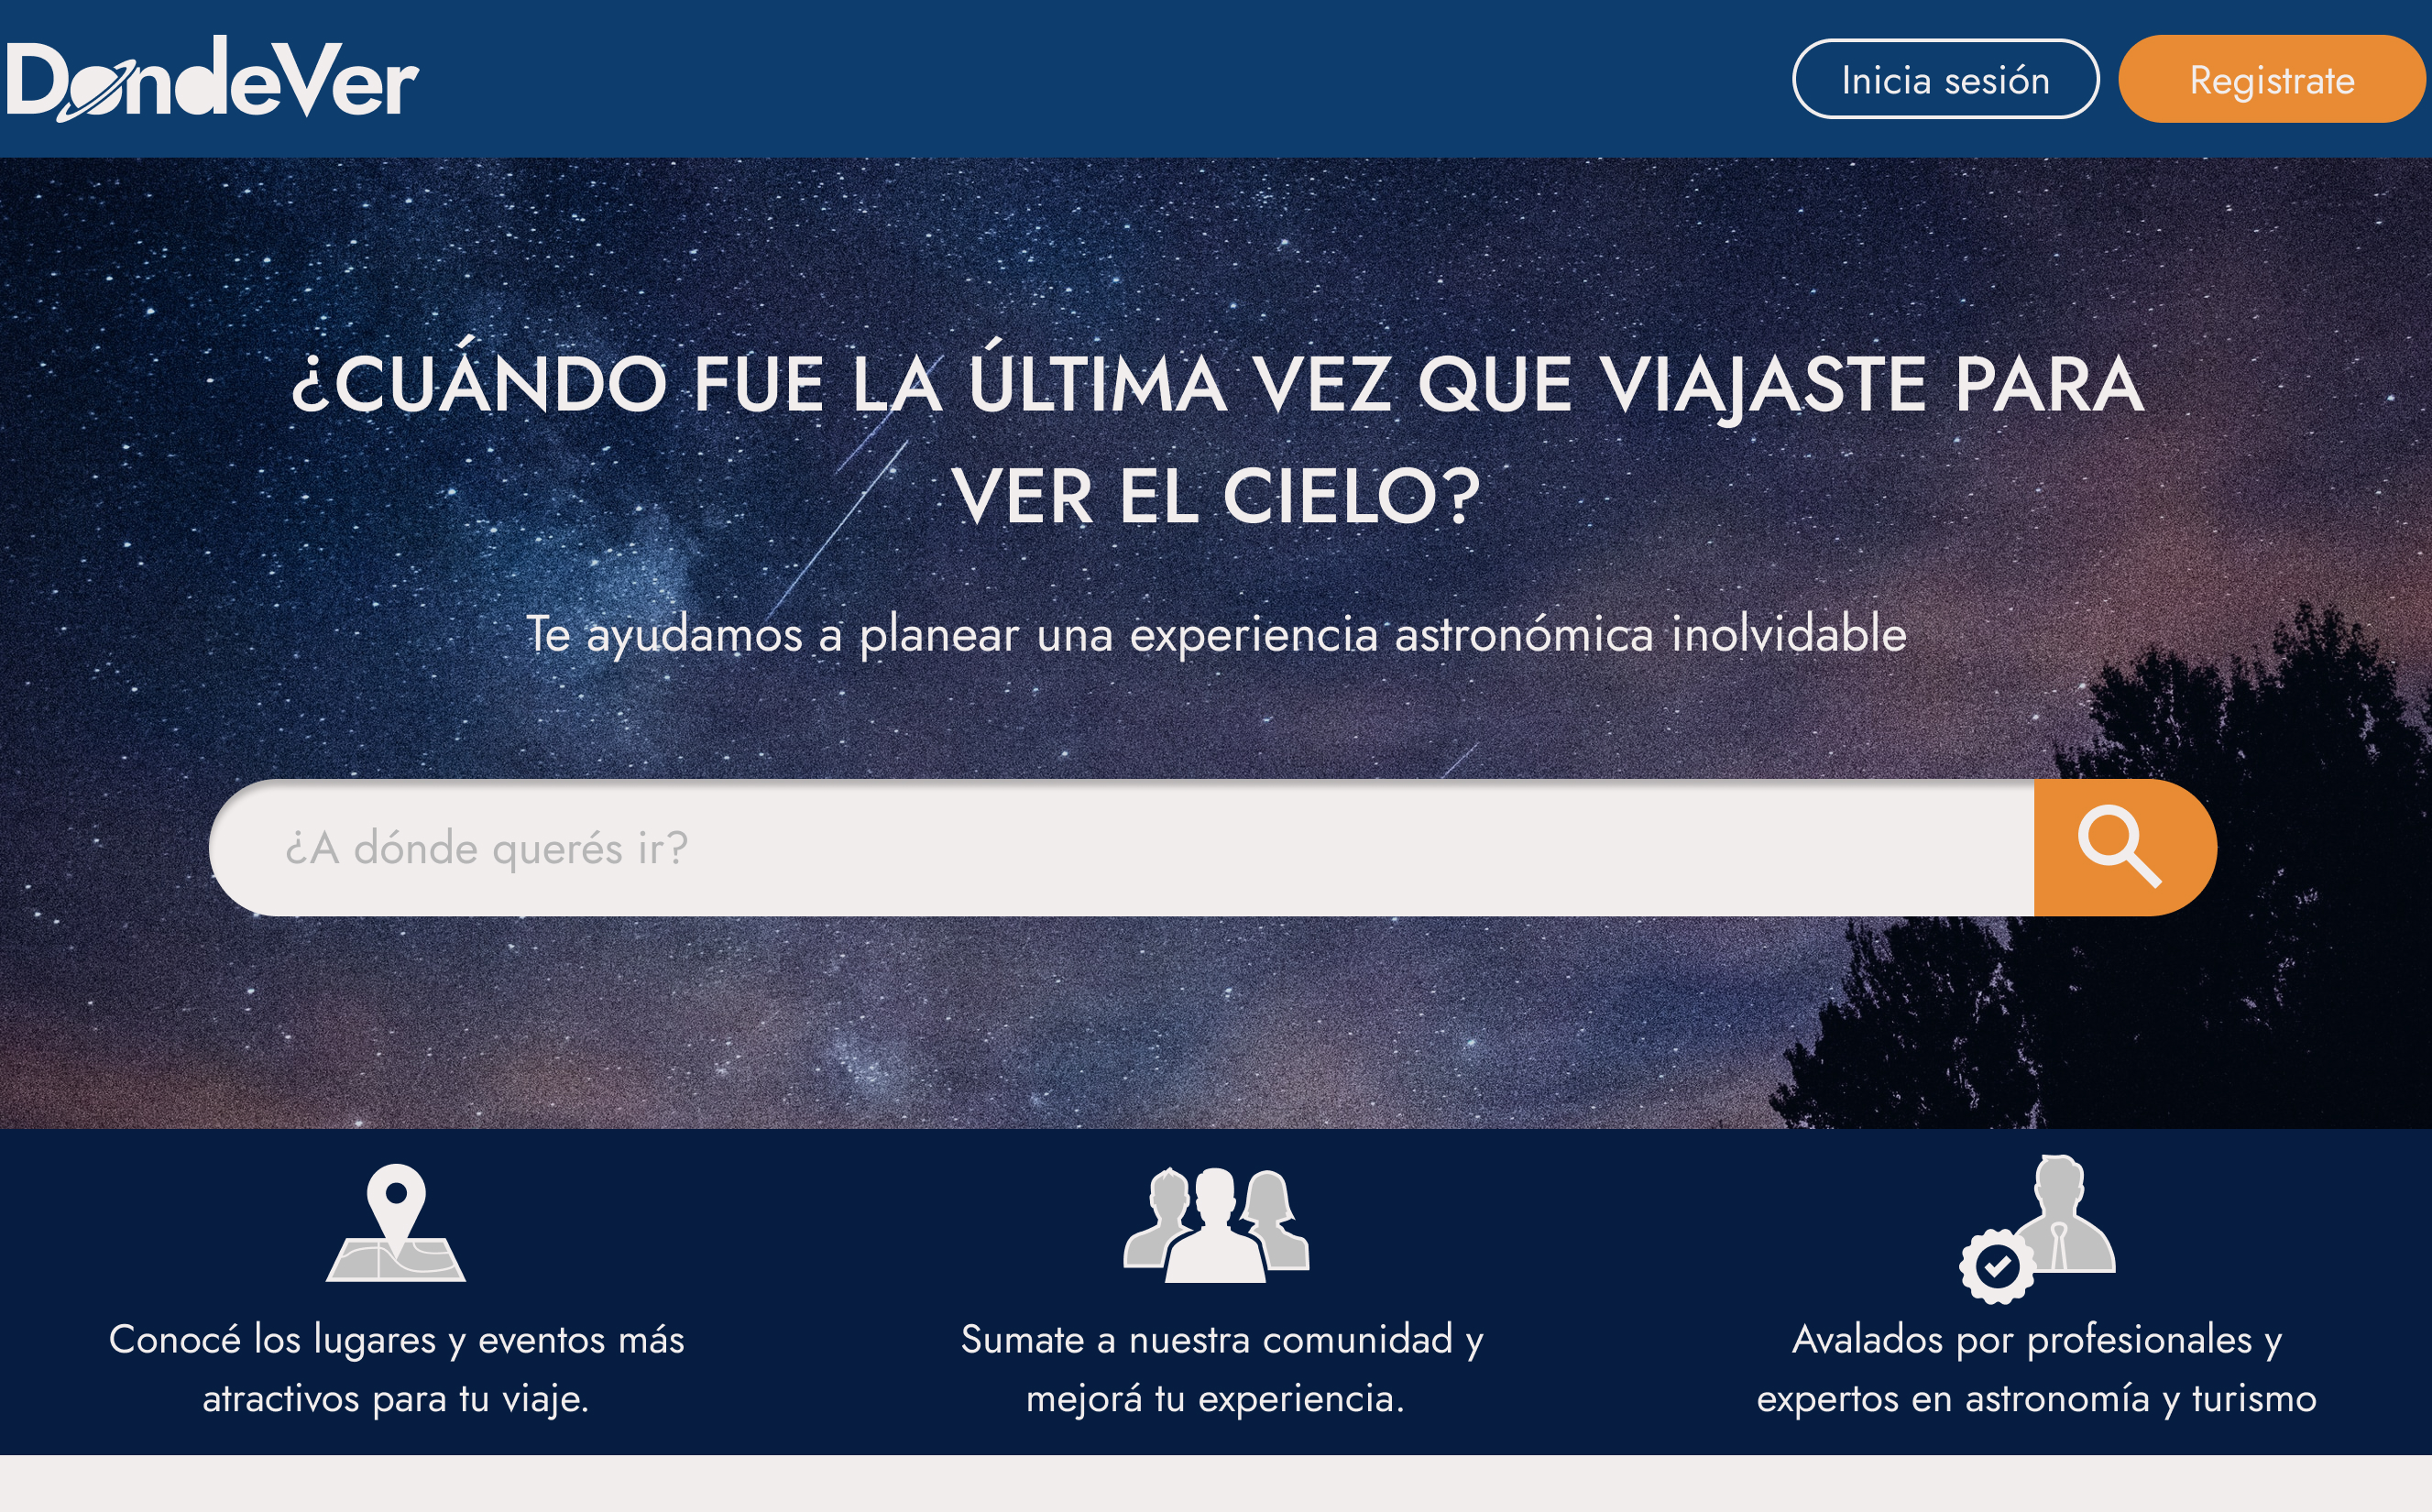 DondeVer
Inicia sesión
Registrate
¿CUÁNDO FUE LA ÚLTIMA VEZ QUE VIAJASTE PARA
VER EL CIELO?
Te ayudamos a planear una experiencia astronómica inolvidable
¿A dónde querés ir?
Conocé los lugares y eventos más
atractivos para tu viaje.
Sumate a nuestra comunidad y
mejorá tu experiencia.
Avalados por profesionales y
expertos en astronomía y turismo